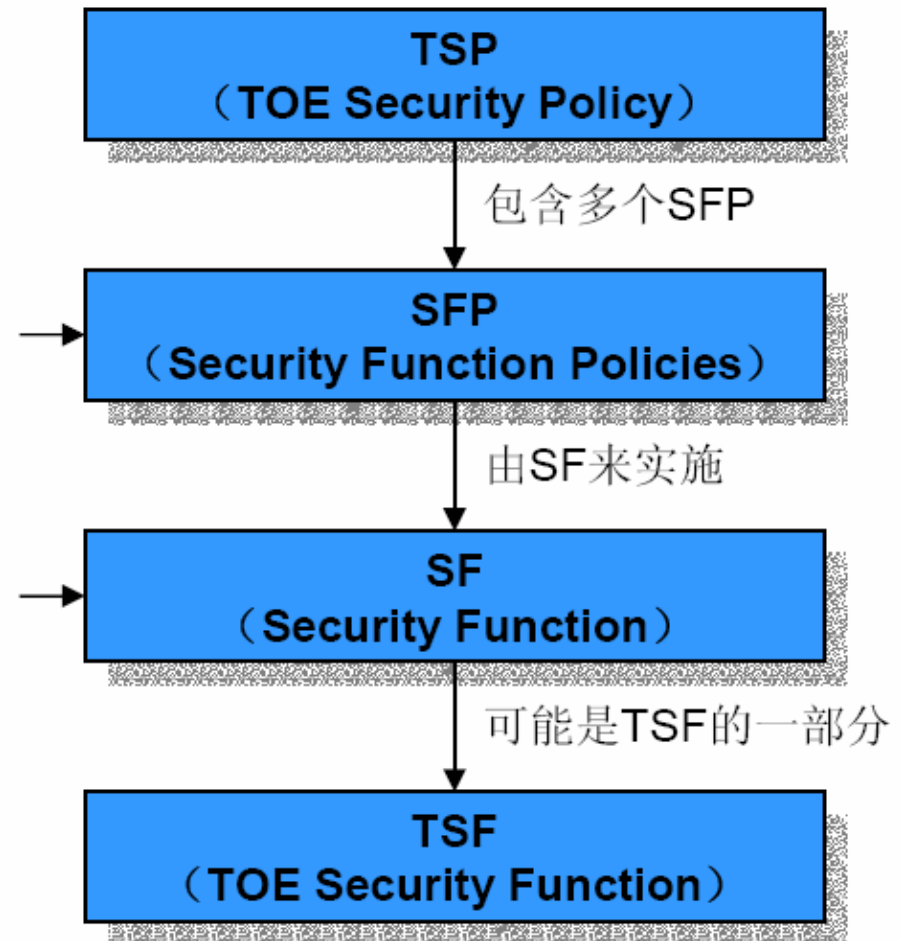 TSP
（TOE Security Policy）
包含多个SFP
SFP
（Security Function Policies）
由SF来实施
SF
（Security Function）
可能是TSF的一部分
TSF
（TOE Security Function）